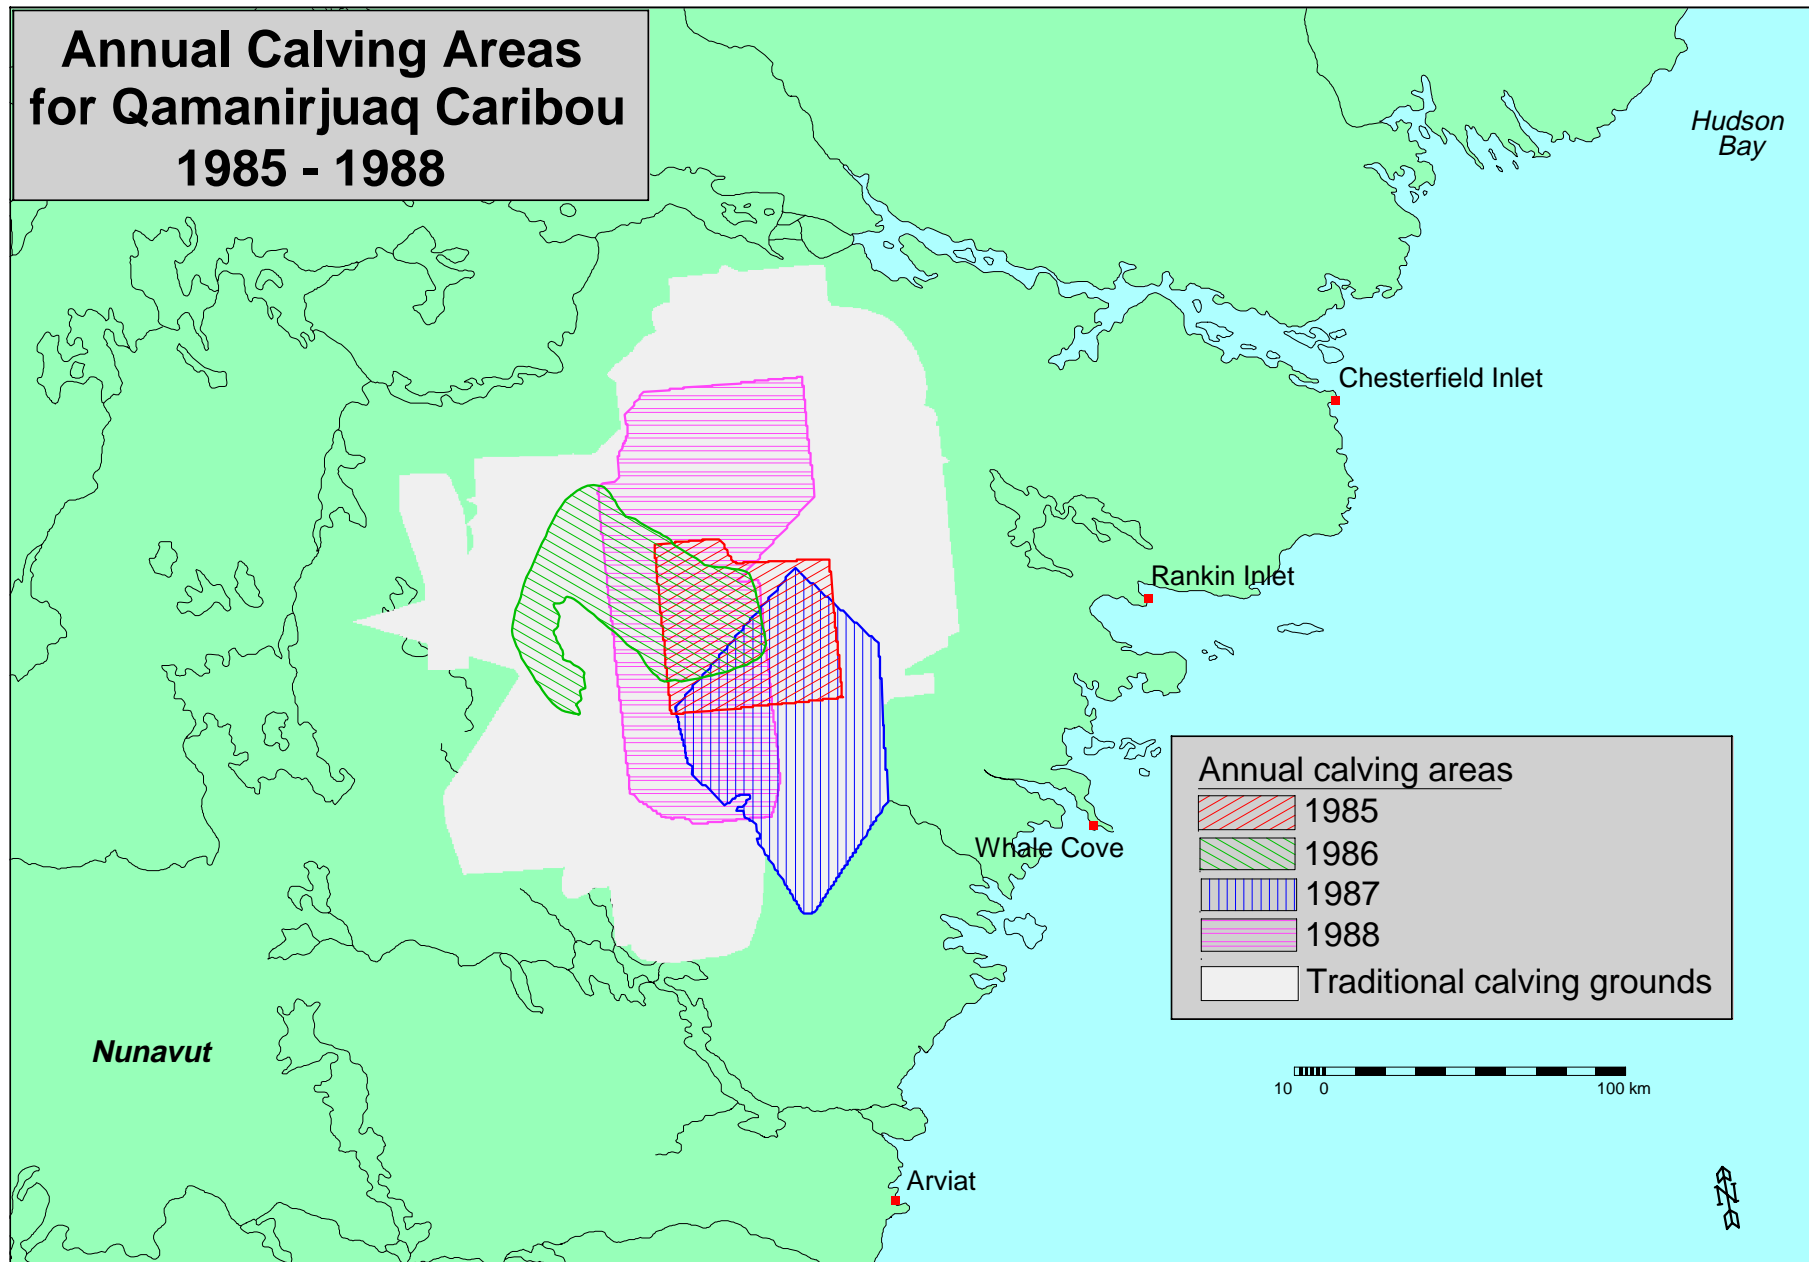 Annual Calving Areas
for Qamanirjuaq Caribou
1985 - 1988
Hudson
Bay
Chesterfield Inlet
Rankin Inlet
Whale Cove
Annual calving areas
1985
1986
1987
1988
Traditional calving grounds
Nunavut
10 0 100 km
Arviat
N